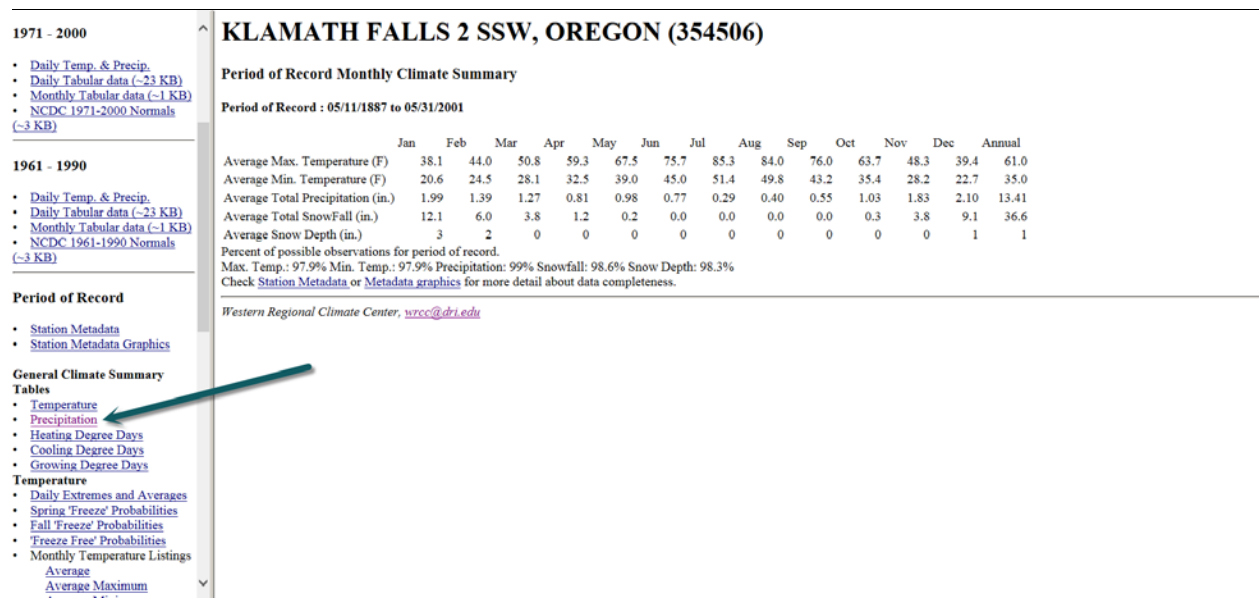 1971 - 2000
• Daily Temp. & Precip.
• Daily Tabular data (~23 KB)
• Monthly Tabular data (~1 KB)
• NCDC 1971-2000 Normals
(~3 KB)
1961 - 1990
• Daily Temp. & Precip.
• Daily Tabular data (~23 KB)
• Monthly Tabular data (~1 KB)
• NCDC 1961-1990 Normals
(~3 KB)
Period of Record
• Station Metadata
• Station Metadata Graphics
General Climate Summary
Tables
• Temperature
• Precipitation
• Heating Degree Days
• Cooling Degree Days
• Growing Degree Days
Temperature
• Daily Extremes and Averages
• Spring 'Freeze' Probabilities
• Fall 'Freeze' Probabilities
• 'Freeze Free' Probabilities
• Monthly Temperature Listings
Average
Average Maximum
KLAMATH FALLS 2 SSW, OREGON (354506)
Period of Record Monthly Climate Summary
Period of Record : 05/11/1887 to 05/31/2001
Jan Feb Mar Apr May Jun Jul Aug Sep Oct Nov Dec Annual
Average Max. Temperature (F) 38.1 44.0 50.8 59.3 67.5 75.7 85.3 84.0 76.0 63.7 48.3 39.4 61.0
Average Min. Temperature (F) 20.6 24.5 28.1 32.5 39.0 45.0 51.4 49.8 43.2 35.4 28.2 22.7 35.0
Average Total Precipitation (in.) 1.99 1.39 1.27 0.81 0.98 0.77 0.29 0.40 0.55 1.03 1.83 2.10 13.41
Average Total SnowFall (in.) 12.1 6.0 3.8 1.2 0.2 0.0 0.0 0.0 0.0 0.3 3.8 9.1 36.6
Average Snow Depth (in.) 3 2 0 0 0 0 0 0 0 0 0 1 1
Percent of possible observations for period of record.
Max. Temp.: 97.9% Min. Temp.: 97.9% Precipitation: 99% Snowfall: 98.6% Snow Depth: 98.3%
Check Station Metadata or Metadata graphics for more detail about data completeness.
Western Regional Climate Center, wrcc@dri.edu